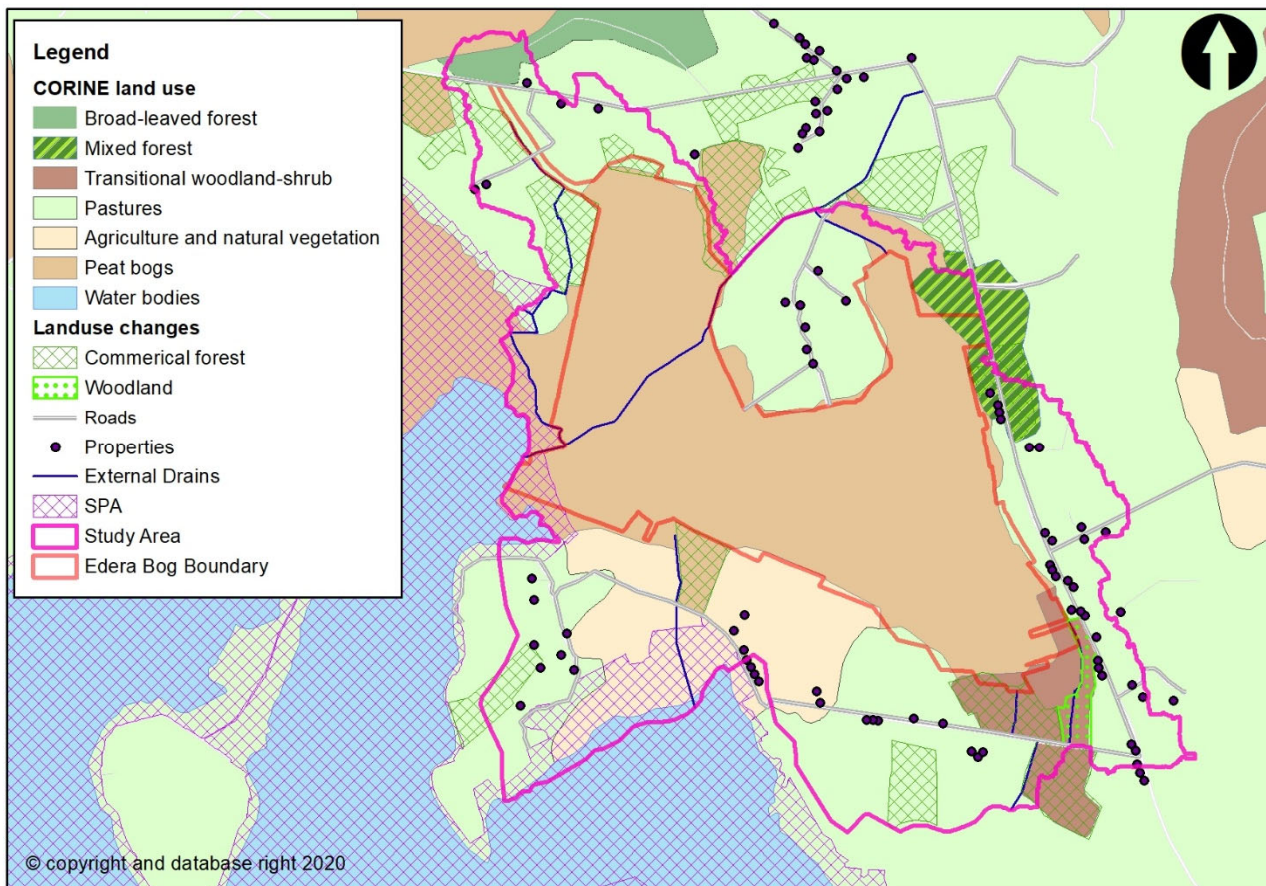 Legend
CORINE land use
Broad-leaved forest
Mixed forest
Transitional woodland-shrub
Pastures
Agriculture and natural vegetation
Peat bogs
Water bodies
Landuse changes
Commerical forest
Woodland
Roads
Properties
External Drains
SPA
Study Area
Edera Bog Boundary
© copyright and database right 2020